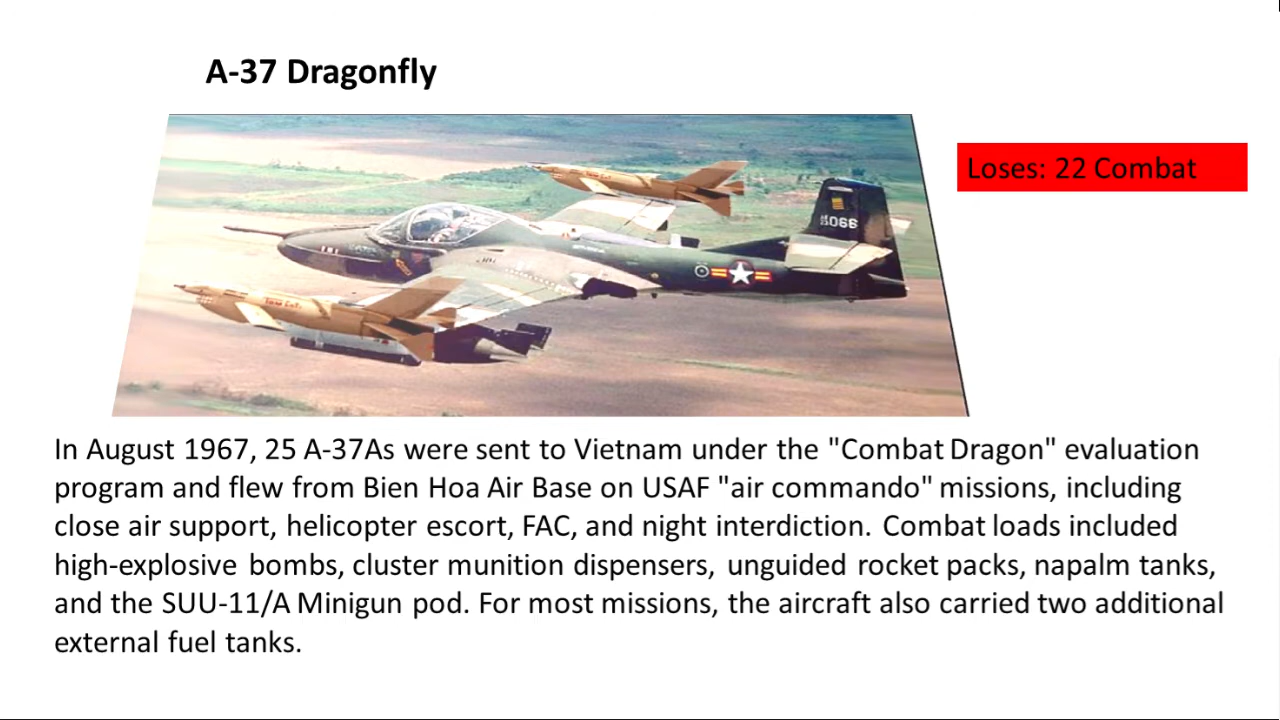 A-37 Dragonfly
Loses: 22 Combat
066
In August 1967, 25 A-37As were sent to Vietnam under the "Combat Dragon" evaluation
program and flew from Bien Hoa Air Base on USAF "air commando" missions, including
close air support, helicopter escort, FAC, and night interdiction. Combat loads included
high-explosive bombs, cluster munition dispensers, unguided rocket packs, napalm tanks,
and the SUU-11/A Minigun pod. For most missions, the aircraft also carried two additional
external fuel tanks.